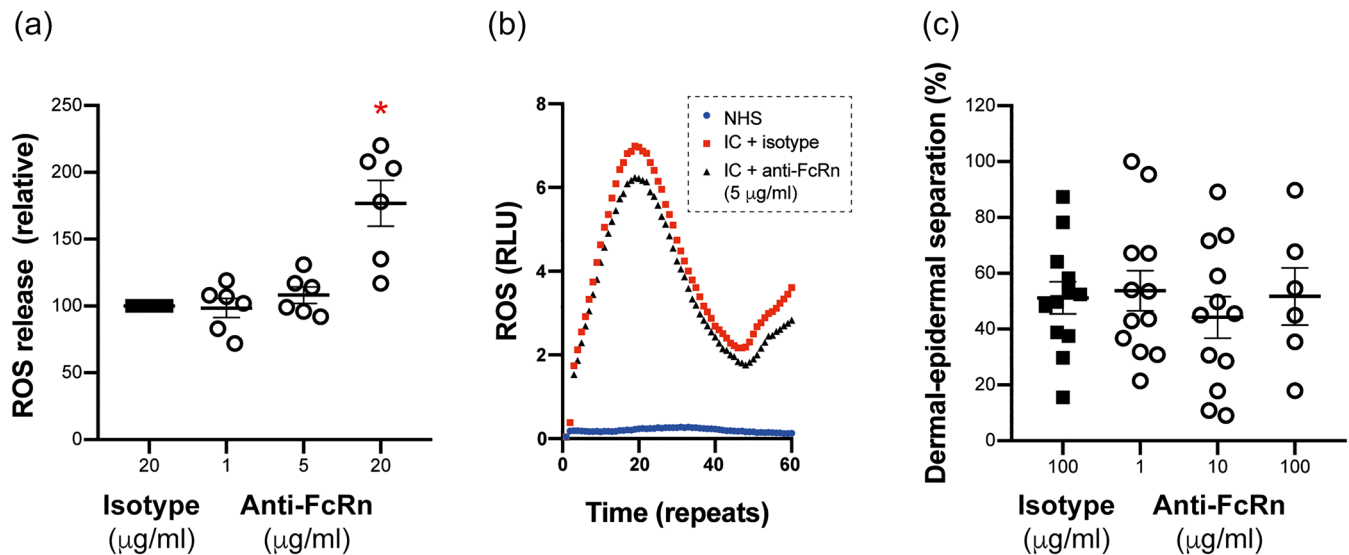 (a)
ROS release (relative)
250
200
150
100
50
0
*
20
1
5
20
Isotype
(μg/ml)
Anti-FcRn
(μg/ml)
(b)
ROS (RLU)
8
6
4
2
0
0
20
40
60
Time (repeats)
NHS
IC + isotype
IC + anti-FcRn
(5 μg/ml)
(c)
Dermal-epidermal separation (%)
120
100
80
60
40
20
0
100
1
10
100
Isotype
(μg/ml)
Anti-FcRn
(μg/ml)